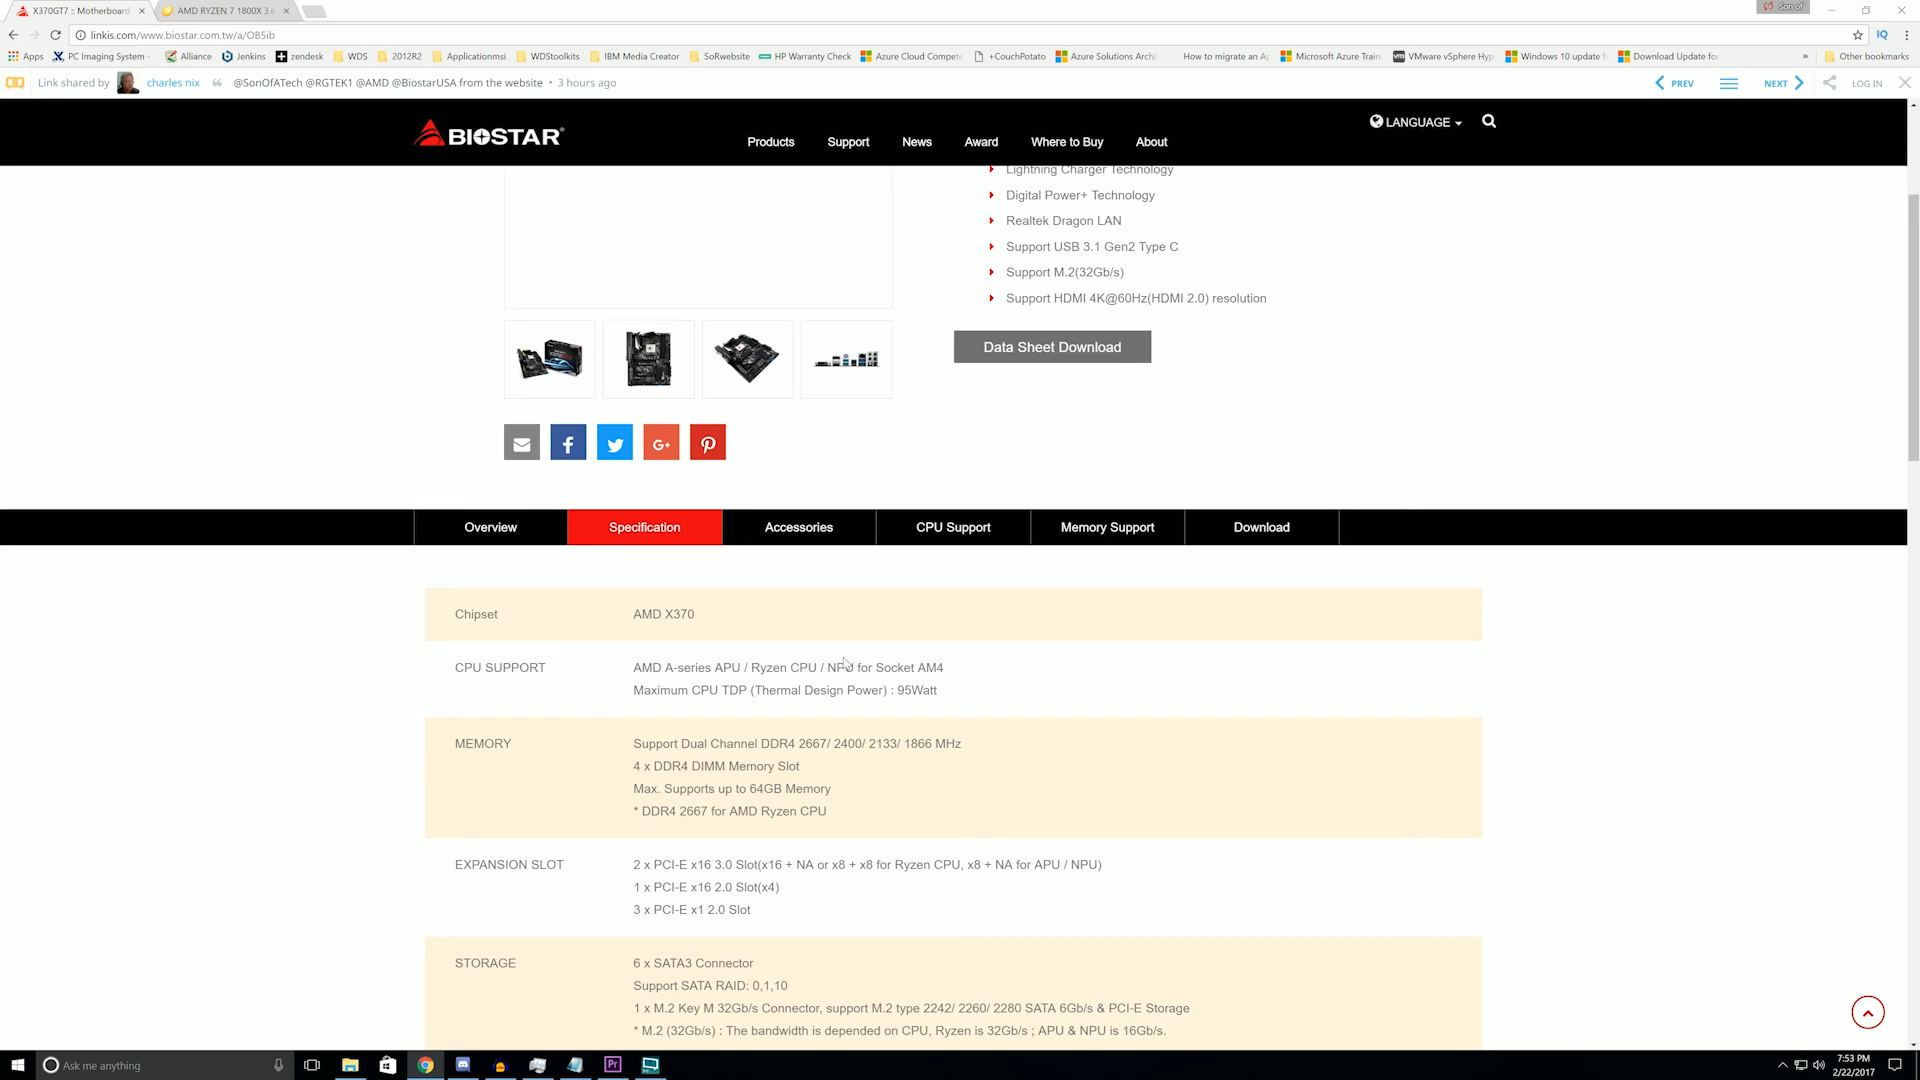 X370GT7 :: Motherboard
AMD RYZEN 7 1800X 3.6
Son of
linkis.com/www.biostar.com.tw/a/OB5ib
IQ
Apps
PC Imaging System -
Alliance
Jenkins
zendesk
WDS
2012R2
Applicationmsi
WDStoolkits
IBM Media Creator
SoRwebsite
HP Warranty Check
Azure Cloud Compete
+CouchPotato
Azure Solutions Archi
How to migrate an Ap
Microsoft Azure Train
VMware vSphere Hyp
Windows 10 update h
Download Update for
»
Other bookmarks
Link shared by charles nix @SonOfATech @RGTEK1 @AMD @BiostarUSA from the website • 3 hours ago
PREV
NEXT
LOG IN
BIOSTAR
Products
Support
News
Award
Where to Buy
About
LANGUAGE
Lightning Charger Technology
Digital Power+ Technology
Realtek Dragon LAN
Support USB 3.1 Gen2 Type C
Support M.2(32Gb/s)
Support HDMI 4K@60Hz(HDMI 2.0) resolution
Data Sheet Download
Overview
Specification
Accessories
CPU Support
Memory Support
Download
Chipset
AMD X370
CPU SUPPORT
AMD A-series APU / Ryzen CPU / NPU for Socket AM4
Maximum CPU TDP (Thermal Design Power) : 95Watt
MEMORY
Support Dual Channel DDR4 2667/ 2400/ 2133/ 1866 MHz
4 x DDR4 DIMM Memory Slot
Max. Supports up to 64GB Memory
* DDR4 2667 for AMD Ryzen CPU
EXPANSION SLOT
2 x PCI-E x16 3.0 Slot(x16 + NA or x8 + x8 for Ryzen CPU, x8 + NA for APU / NPU)
1 x PCI-E x16 2.0 Slot(x4)
3 x PCI-E x1 2.0 Slot
STORAGE
6 x SATA3 Connector
Support SATA RAID: 0,1,10
1 x M.2 Key M 32Gb/s Connector, support M.2 type 2242/ 2260/ 2280 SATA 6Gb/s & PCI-E Storage
* M.2 (32Gb/s) : The bandwidth is depended on CPU, Ryzen is 32Gb/s ; APU & NPU is 16Gb/s.
Ask me anything
Pr
7:53 PM
2/22/2017